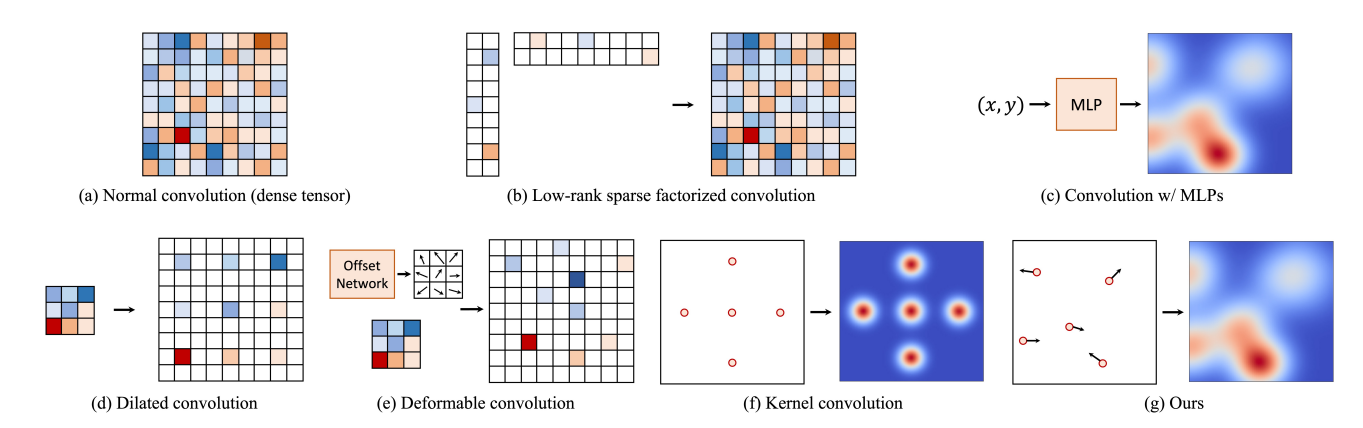 (x, y)
MLP
(a) Normal convolution (dense tensor)
(b) Low-rank sparse factorized convolution
(c) Convolution w/ MLPs
Offset
Network
(d) Dilated convolution
(e) Deformable convolution
(f) Kernel convolution
(g) Ours